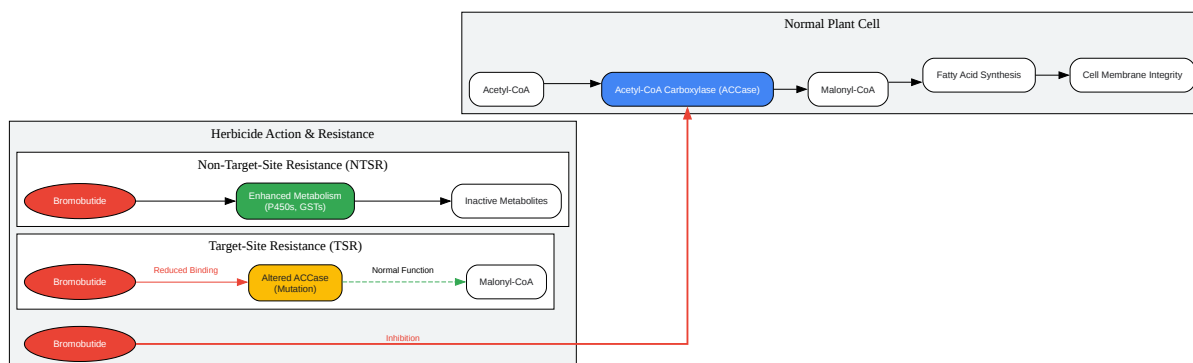 Normal Plant Cell
Acetyl-CoA
Acetyl-CoA Carboxylase (ACCase)
Malonyl-CoA
Fatty Acid Synthesis
Cell Membrane Integrity
Herbicide Action & Resistance
Non-Target-Site Resistance (NTSR)
Bromobutide
Enhanced Metabolism
(P450s, GSTs)
Inactive Metabolites
Target-Site Resistance (TSR)
Bromobutide
Reduced Binding
Altered ACCase
(Mutation)
Normal Function
Malonyl-CoA
Bromobutide
Inhibition